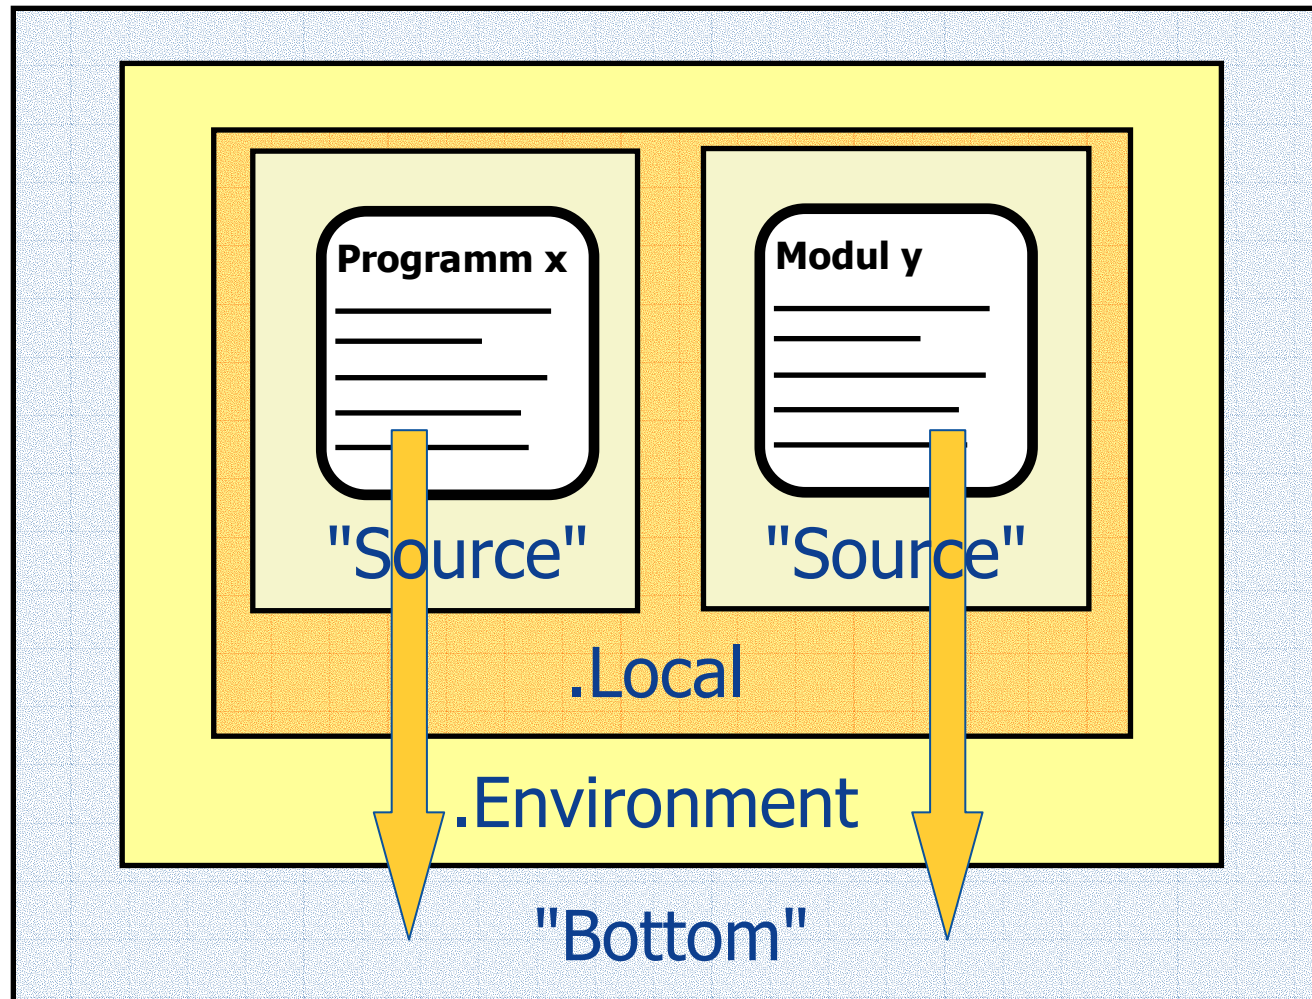 Programm x
Modul y
"Source"
"Source"
.Local
.Environment
"Bottom"